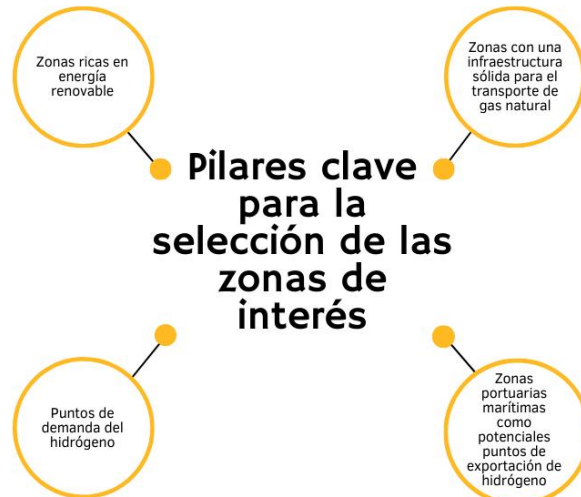 Zonas ricas en
energía
renovable
Zonas con una
infraestructura
sólida para el
transporte de
gas natural
Pilares clave
para la
selección de las
zonas de
interés
Puntos de
demanda del
hidrógeno
Zonas
portuarias
marítimas
como
potenciales
puntos de
exportación de
hidrógeno